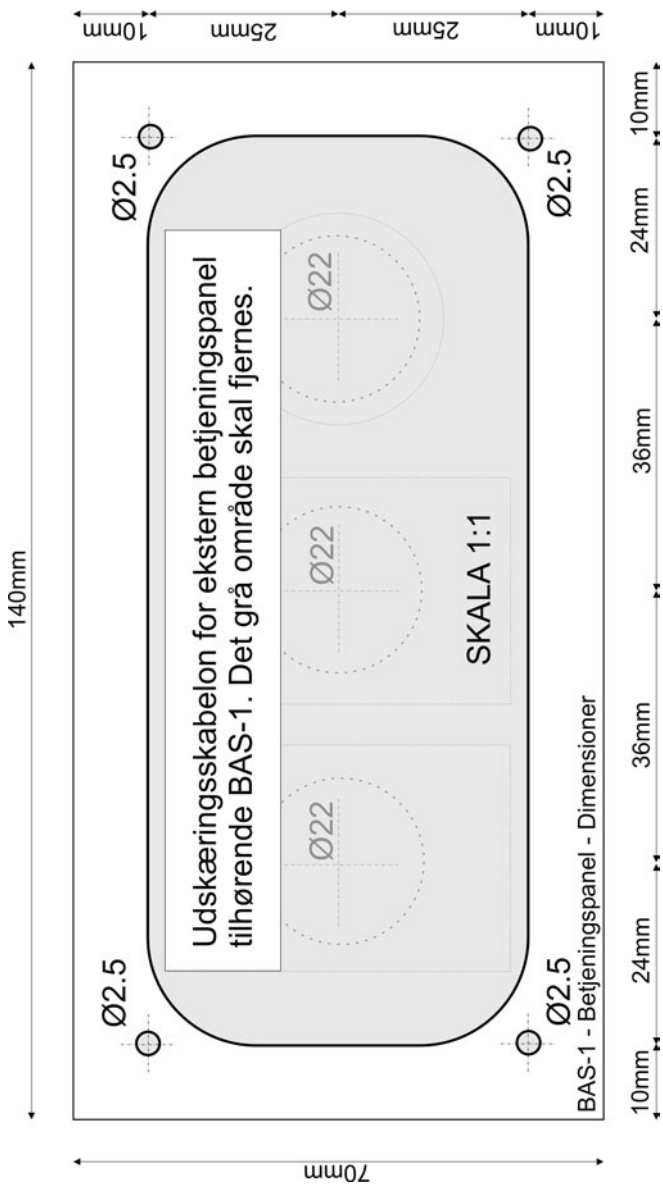 140mm
10mm
25mm
25mm
10mm
70mm
Ø2.5
Ø2.5
Udskæringsskabelon for ekstern betjeningspanel
tilhørende BAS-1. Det grå område skal fjernes.
Ø22
Ø22
Ø22
SKALA 1:1
Ø2.5
Ø2.5
BAS-1 - Betjeningspanel - Dimensioner
10mm
24mm
36mm
36mm
24mm
10mm